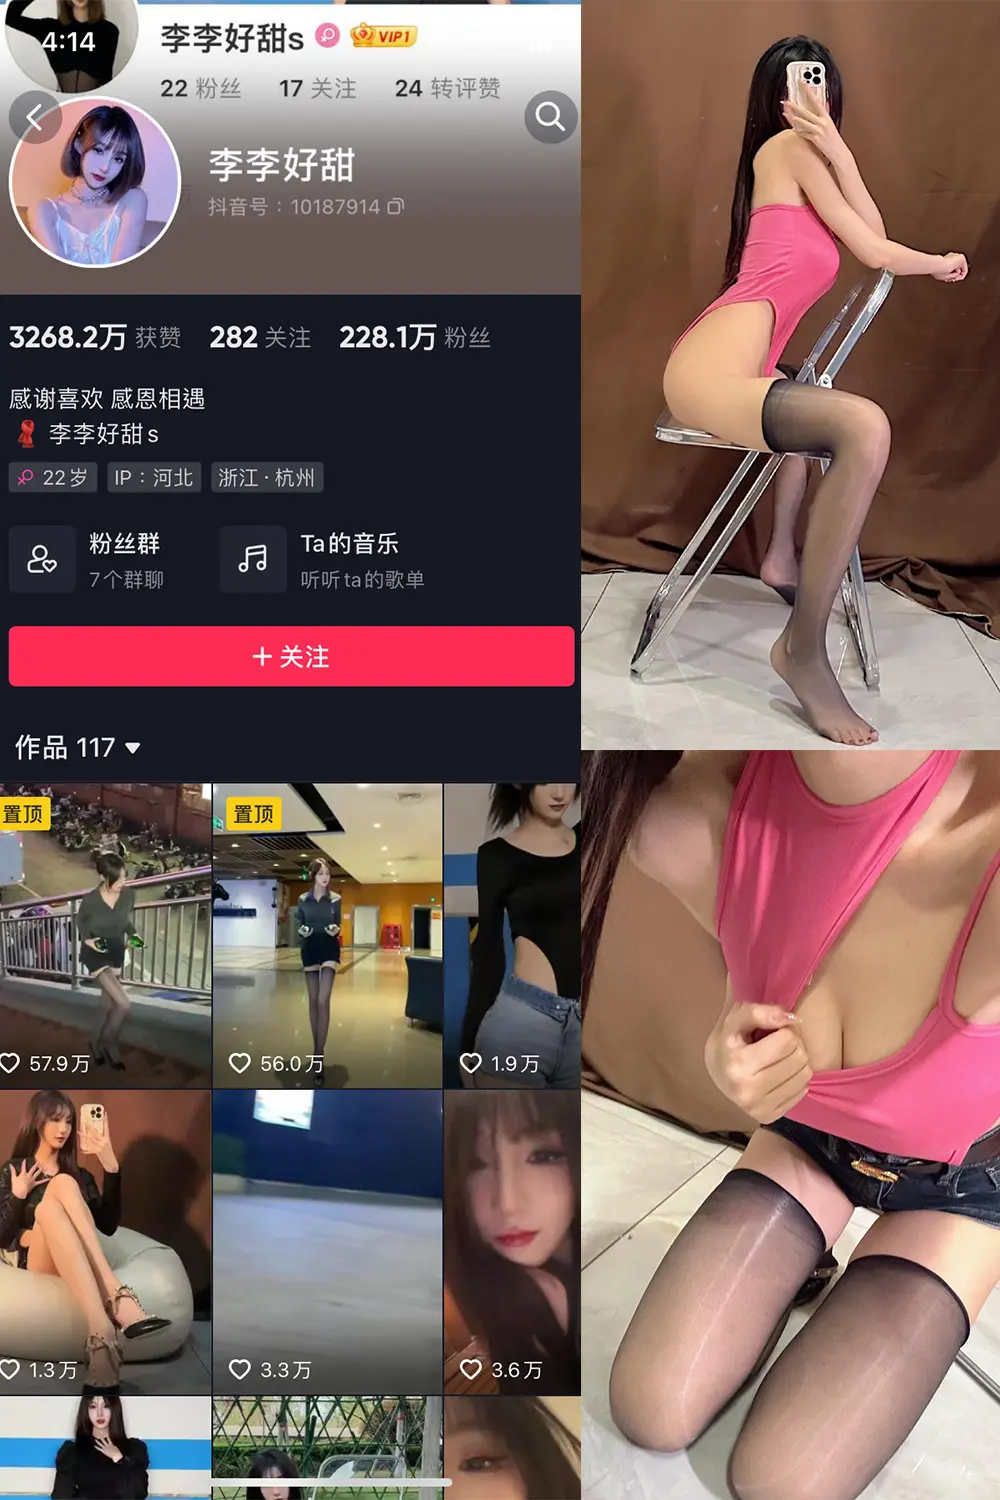 4:14
李李好甜s
VIP1
22 粉丝 17 关注 24 转评赞
李李好甜
抖音号：10187914
3268.2万 获赞 282 关注 228.1万 粉丝
感谢喜欢 感恩相遇
李李好甜s
22岁 IP：河北 浙江·杭州
粉丝群
7个群聊
Ta的音乐
听听ta的歌单
+ 关注
作品 117
置顶
置顶
57.9万
56.0万
1.9万
1.3万
3.3万
3.6万